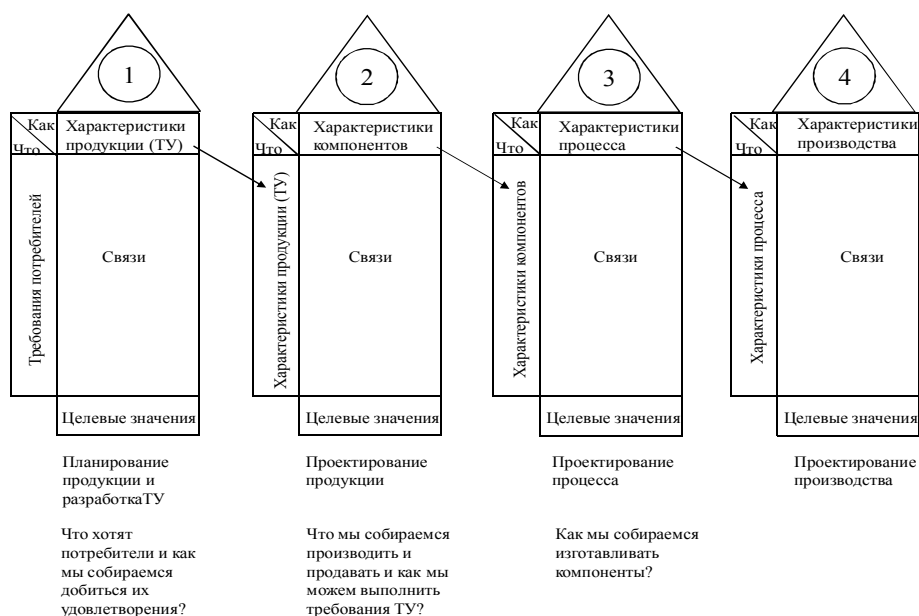 1
Как
Что
Характеристики
продукции (ТУ)
Требования потребителей
Связи
Целевые значения
Планирование
продукции и
разработкаТУ
Что хотят
потребители и как
мы собираемся
добиться их
удовлетворения?
2
Как
Что
Характеристики
компонентов
Характеристики продукции (ТУ)
Связи
Целевые значения
Проектирование
продукции
Что мы собираемся
производить и
продавать и как мы
можем выполнить
требования ТУ?
3
Как
Что
Характеристики
процесса
Характеристики компонентов
Связи
Целевые значения
Проектирование
процесса
Как мы собираемся
изготавливать
компоненты?
4
Как
Что
Характеристики
производства
Характеристики процесса
Связи
Целевые значения
Проектирование
производства